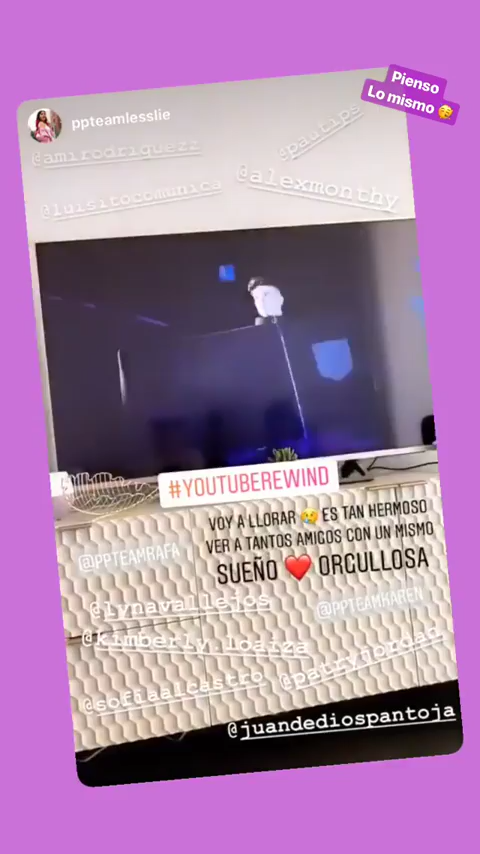 Pienso
Lo mismo 🥳
ppteamlesslie
@amirodriguezz
@pautips
@luisitocomunica
@alexmonthy
#YOUTUBEREWIND
VOY A LLORAR 😢 ES TAN HERMOSO
VER A TANTOS AMIGOS CON UN MISMO
SUEÑO ❤️ ORGULLOSA
@PPTEAMRAFA
@lynavallejos
@PPTEAMKAREN
@kimberly.loaiza
@sofiaalcastro
@patryjordan
@juandediospantoja